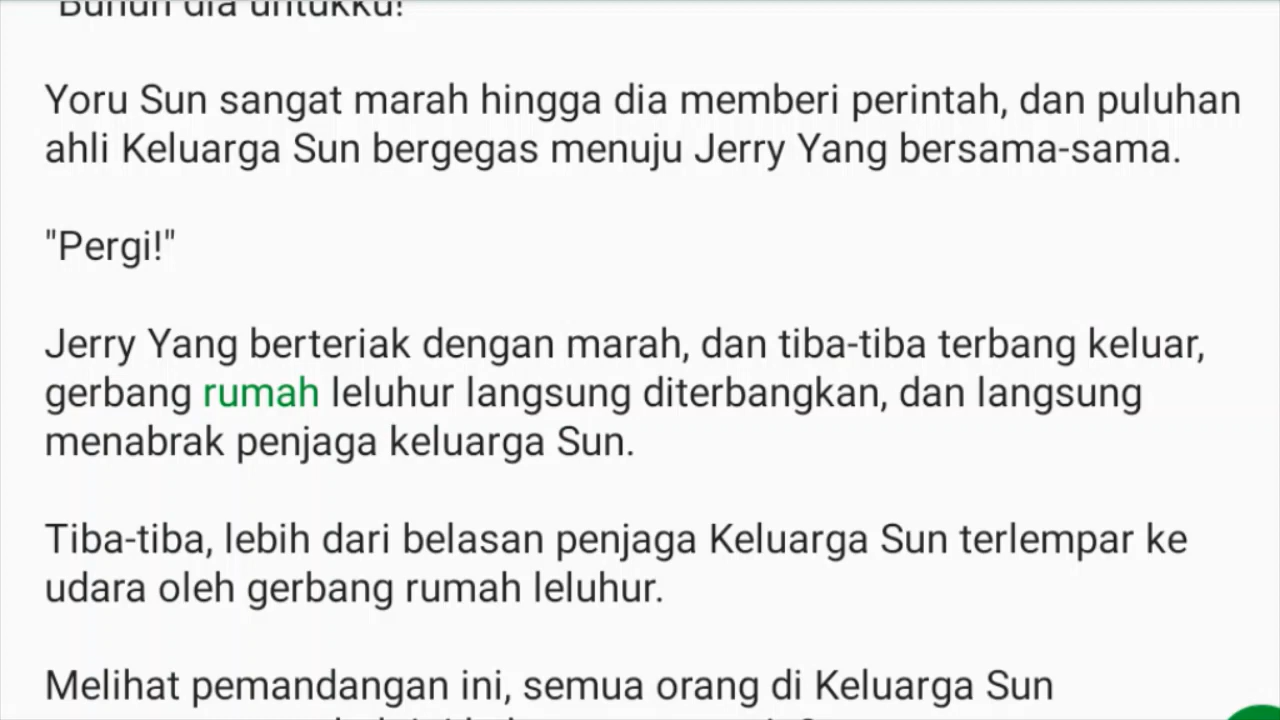 "Bunuh dia untukku!"
Yoru Sun sangat marah hingga dia memberi perintah, dan puluhan
ahli Keluarga Sun bergegas menuju Jerry Yang bersama-sama.
"Pergi!"
Jerry Yang berteriak dengan marah, dan tiba-tiba terbang keluar,
gerbang rumah leluhur langsung diterbangkan, dan langsung
menabrak penjaga keluarga Sun.
Tiba-tiba, lebih dari belasan penjaga Keluarga Sun terlempar ke
udara oleh gerbang rumah leluhur.
Melihat pemandangan ini, semua orang di Keluarga Sun